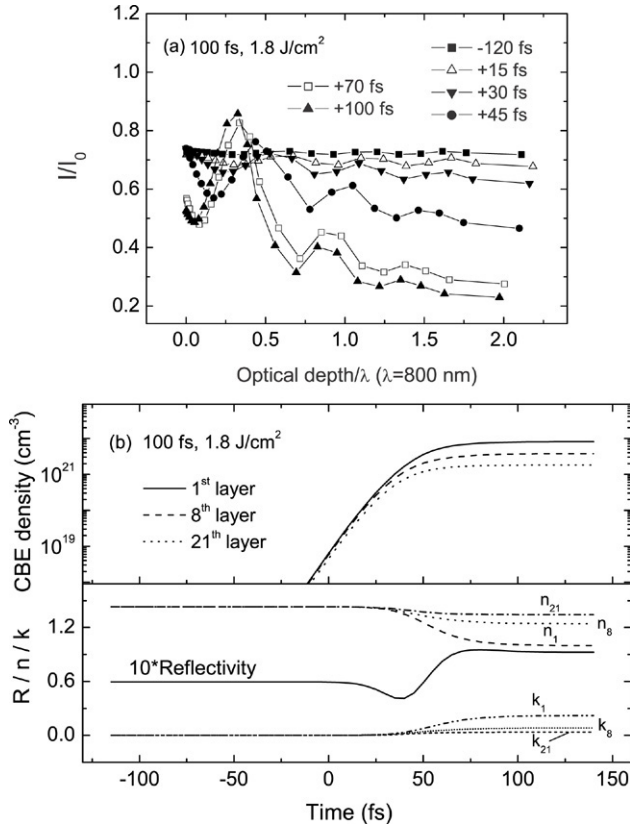 (a) 100 fs, 1.8 J/cm²
-120 fs
+15 fs
+30 fs
+45 fs
+70 fs
+100 fs
1.2
1.0
0.8
0.6
0.4
0.2
I/I₀
0.0 0.5 1.0 1.5 2.0
Optical depth/λ (λ=800 nm)
(b) 100 fs, 1.8 J/cm²
1ˢᵗ layer
8ᵗʰ layer
21ᵗʰ layer
CBE density (cm⁻³)
10²¹
10¹⁹
R / n / k
1.2
0.6
0.0
10*Reflectivity
n₂₁
n₈
n₁
k₁
k₈
k₂₁
-100 -50 0 50 100 150
Time (fs)